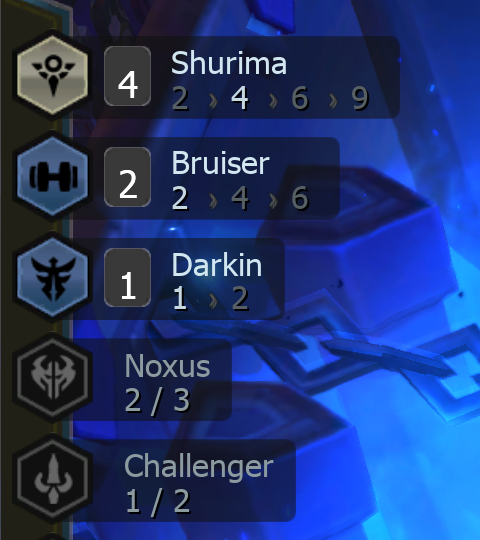 4
Shurima
2 › 4 › 6 › 9
2
Bruiser
2 › 4 › 6
1
Darkin
1 › 2
Noxus
2 / 3
Challenger
1 / 2